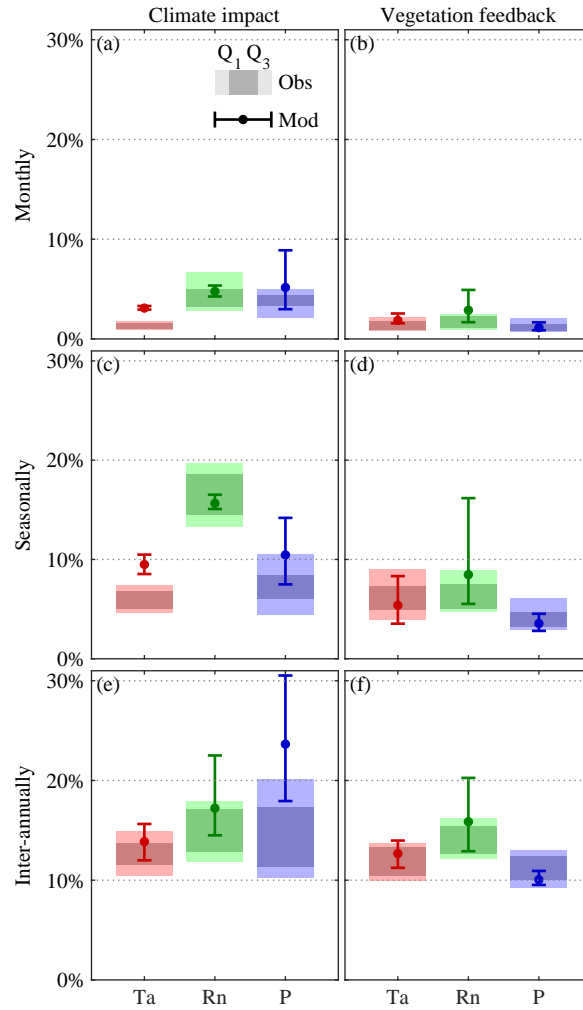 Climate impact Vegetation feedback
30% (a) (b)
Q1 Q3
Obs
Mod
20%
Monthly
10%
0%
30% (c) (d)
20%
Seasonally
10%
0%
30% (e) (f)
20%
Inter-annually
10%
0%
Ta Rn P Ta Rn P